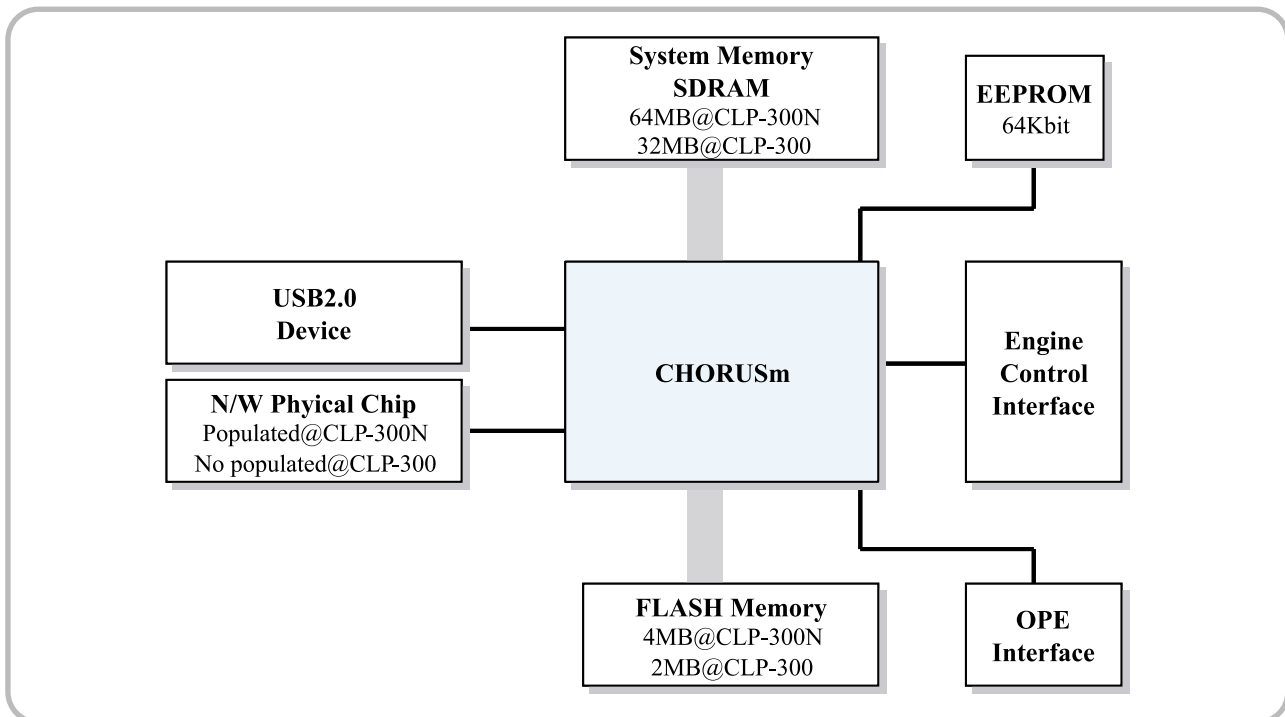 System Memory
SDRAM
64MB@CLP-300N
32MB@CLP-300
EEPROM
64Kbit
USB2.0
Device
N/W Phyical Chip
Populated@CLP-300N
No populated@CLP-300
CHORUSm
Engine
Control
Interface
FLASH Memory
4MB@CLP-300N
2MB@CLP-300
OPE
Interface